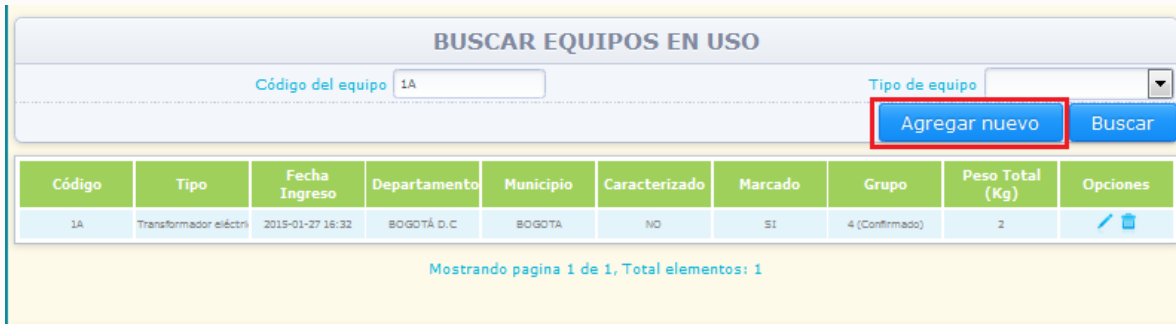 BUSCAR EQUIPOS EN USO
Código del equipo 1A Tipo de equipo
Agregar nuevo Buscar
Código Tipo Fecha Ingreso Departamento Municipio Caracterizado Marcado Grupo Peso Total (Kg) Opciones
1A Transformador eléctri 2015-01-27 16:32 BOGOTÁ D.C BOGOTA NO SI 4 (Confirmado) 2
Mostrando pagina 1 de 1, Total elementos: 1